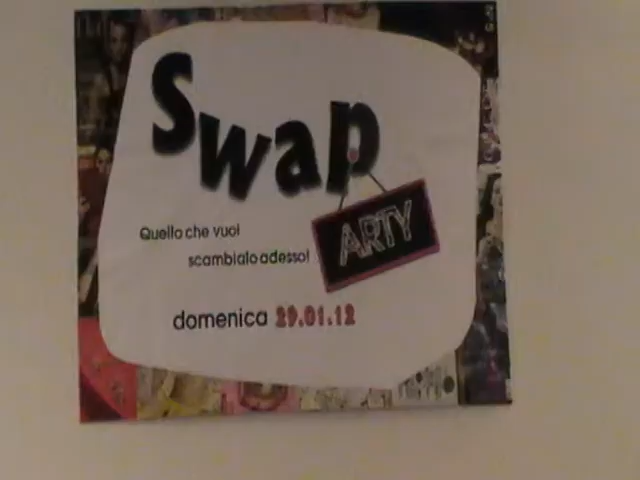 Swap
ARTY
Quello che vuoi
scambialo adesso!
domenica 29.01.12